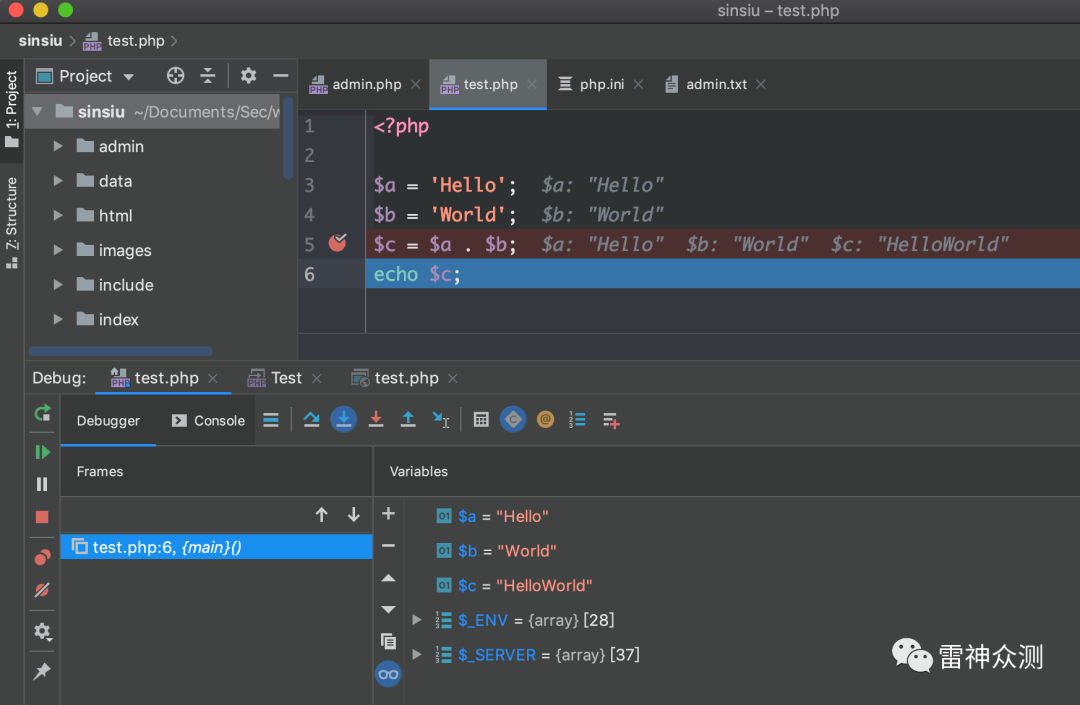 sinsiu – test.php
sinsiu test.php
1: Project
7: Structure
Project
sinsiu ~/Documents/Sec/w
admin
data
html
images
include
index
admin.php test.php php.ini admin.txt
1 <?php
2
3 $a = 'Hello'; $a: "Hello"
4 $b = 'World'; $b: "World"
5 $c = $a . $b; $a: "Hello" $b: "World" $c: "HelloWorld"
6 echo $c;
Debug: test.php Test test.php
Debugger Console
Frames
test.php:6, {main}()
Variables
$a = "Hello"
$b = "World"
$c = "HelloWorld"
$_ENV = {array} [28]
$_SERVER = {array} [37]
雷神众测